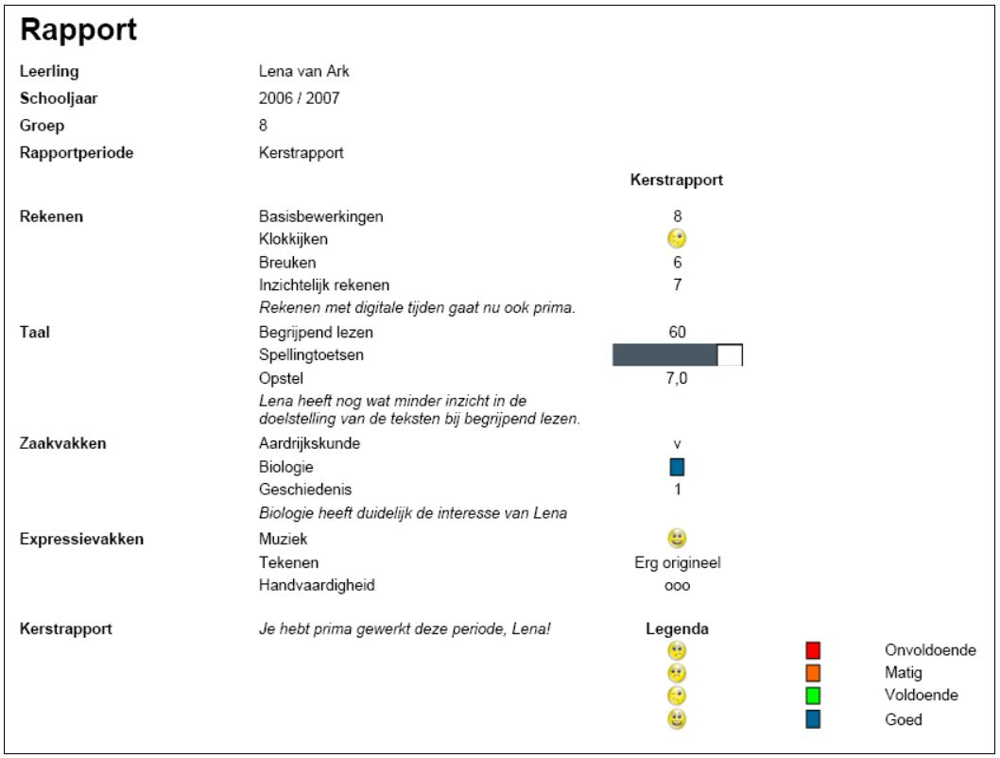 Rapport
Leerling Lena van Ark
Schooljaar 2006 / 2007
Groep 8
Rapportperiode Kerstrapport
Kerstrapport
Rekenen Basisbewerkingen 8
Klokkijken
Breuken 6
Inzichtelijk rekenen 7
Rekenen met digitale tijden gaat nu ook prima.
Taal Begrijpend lezen 60
Spellingtoetsen
Opstel 7,0
Lena heeft nog wat minder inzicht in de
doelstelling van de teksten bij begrijpend lezen.
Zaakvakken Aardrijkskunde v
Biologie
Geschiedenis 1
Biologie heeft duidelijk de interesse van Lena
Expressievakken Muziek
Tekenen Erg origineel
Handvaardigheid ooo
Kerstrapport Je hebt prima gewerkt deze periode, Lena! Legenda
Onvoldoende
Matig
Voldoende
Goed